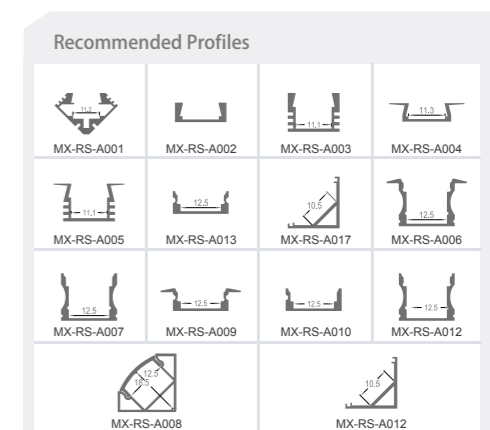 Recommended Profiles
11.2
MX-RS-A001
MX-RS-A002
11.1
MX-RS-A003
11.3
MX-RS-A004
11.1
MX-RS-A005
12.5
MX-RS-A013
10.5
MX-RS-A017
12.5
MX-RS-A006
12.5
MX-RS-A007
12.5
MX-RS-A009
12.5
MX-RS-A010
12.5
MX-RS-A012
12.5
18.5
MX-RS-A008
10.5
MX-RS-A012